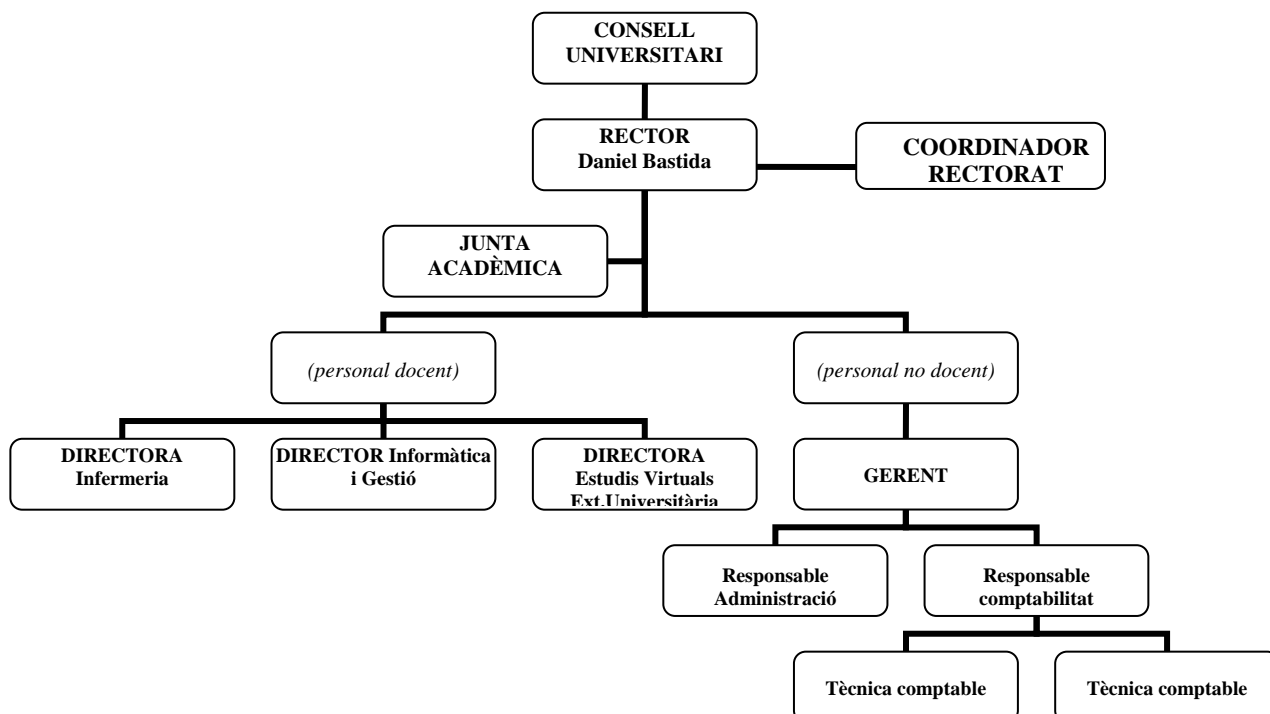 CONSELL
UNIVERSITARI
RECTOR
Daniel Bastida
COORDINADOR
RECTORAT
JUNTA
ACADÈMICA
(personal docent)
(personal no docent)
DIRECTORA
Infermeria
DIRECTOR Informàtica
i Gestió
DIRECTORA
Estudis Virtuals
Ext.Universitària
GERENT
Responsable
Administració
Responsable
comptabilitat
Tècnica comptable
Tècnica comptable